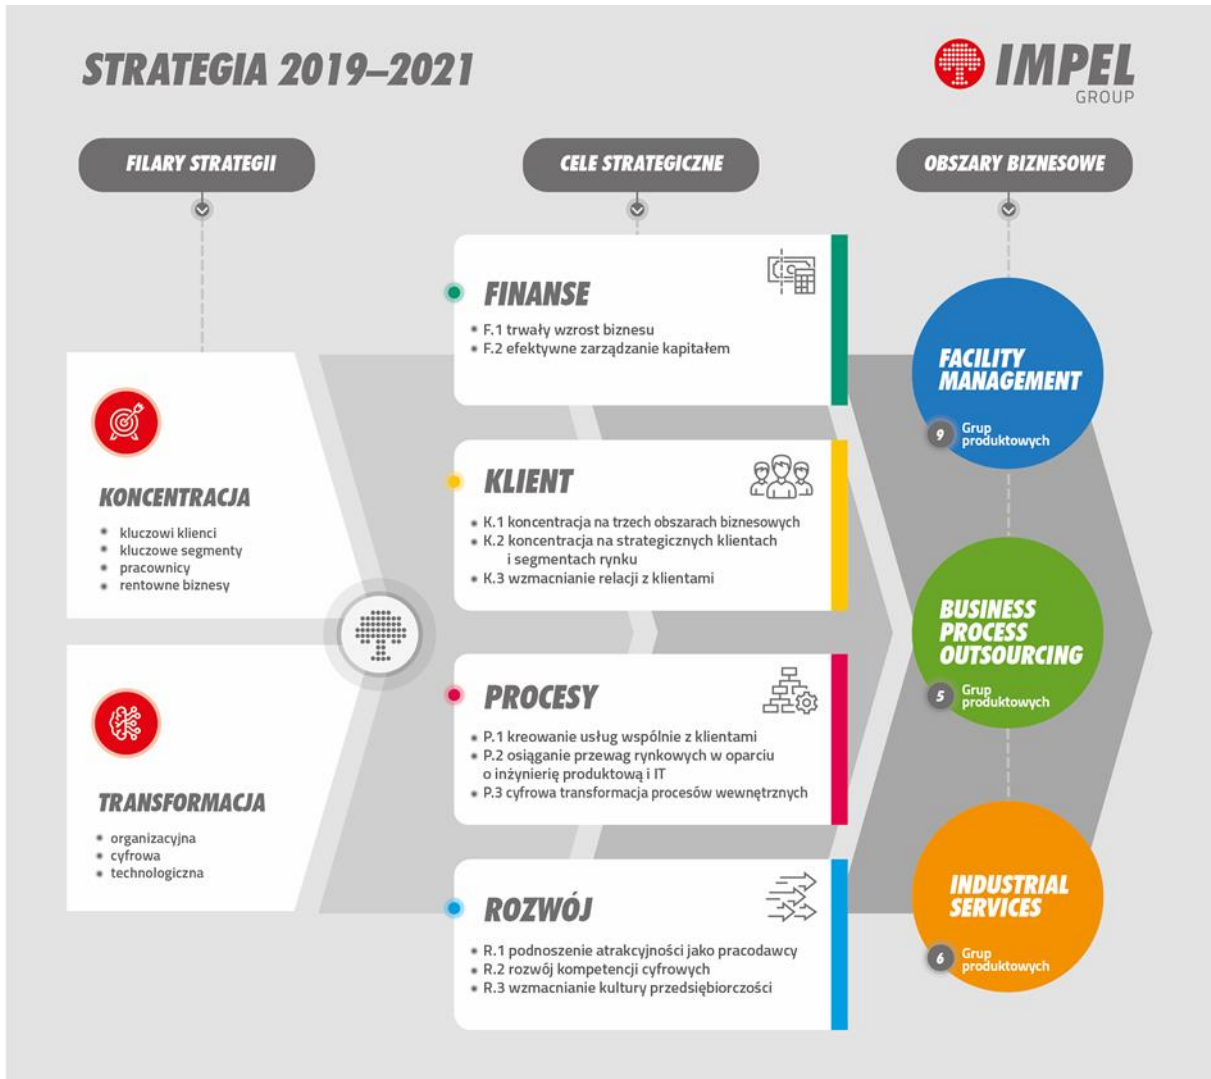 STRATEGIA 2019–2021
IMPEL
GROUP
FILARY STRATEGII
CELE STRATEGICZNE
OBSZARY BIZNESOWE
KONCENTRACJA
kluczowi klienci
kluczowe segmenty
pracownicy
rentowne biznesy
TRANSFORMACJA
organizacyjna
cyfrowa
technologiczna
FINANSE
F.1 trwały wzrost biznesu
F.2 efektywne zarządzanie kapitałem
KLIENT
K.1 koncentracja na trzech obszarach biznesowych
K.2 koncentracja na strategicznych klientach
i segmentach rynku
K.3 wzmacnianie relacji z klientami
PROCESY
P.1 kreowanie usług wspólnie z klientami
P.2 osiąganie przewag rynkowych w oparciu
o inżynierię produktową i IT
P.3 cyfrowa transformacja procesów wewnętrznych
ROZWÓJ
R.1 podnoszenie atrakcyjności jako pracodawcy
R.2 rozwój kompetencji cyfrowych
R.3 wzmacnianie kultury przedsiębiorczości
FACILITY
MANAGEMENT
9 Grup
produktowych
BUSINESS
PROCESS
OUTSOURCING
5 Grup
produktowych
INDUSTRIAL
SERVICES
6 Grup
produktowych